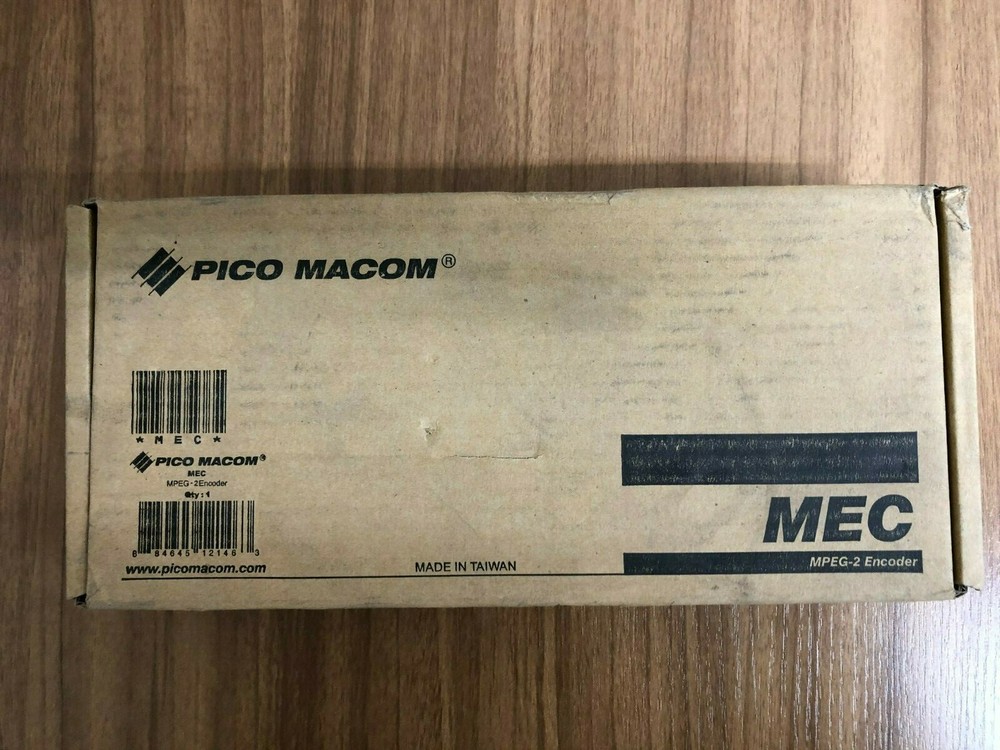 PICO MACOM®
* M E C *
PICO MACOM®
MEC
MPEG-2Encoder
Qty : 1
8 84645 12146 3
www.picomacom.com
MADE IN TAIWAN
MEC
MPEG-2 Encoder